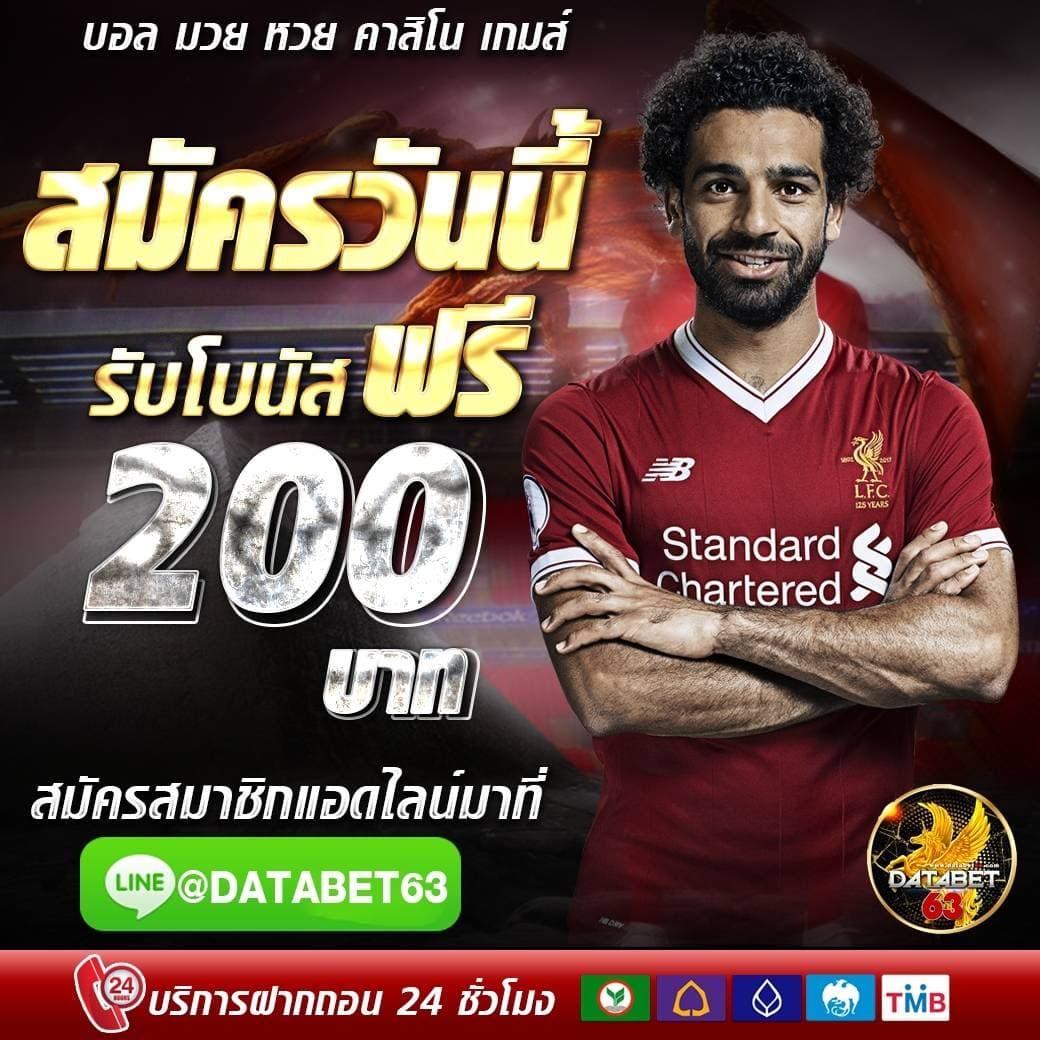 บอล มวย หวย คาสิโน เกมส์
สมัครวันนี้
รับโบนัส ฟรี
200
บาท
NB
1892 2017
L.F.C.
125 YEARS
Standard
Chartered
สมัครสมาชิกแอดไลน์มาที่
LINE @DATABET63
DATABET
63
24
HOURS
บริการฝากถอน 24 ชั่วโมง
TMB